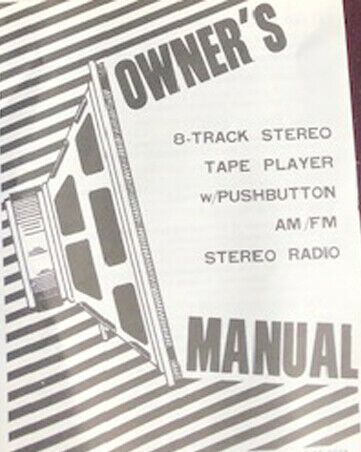 OWNER'S
8-TRACK STEREO
TAPE PLAYER
w/PUSHBUTTON
AM/FM
STEREO RADIO
MANUAL